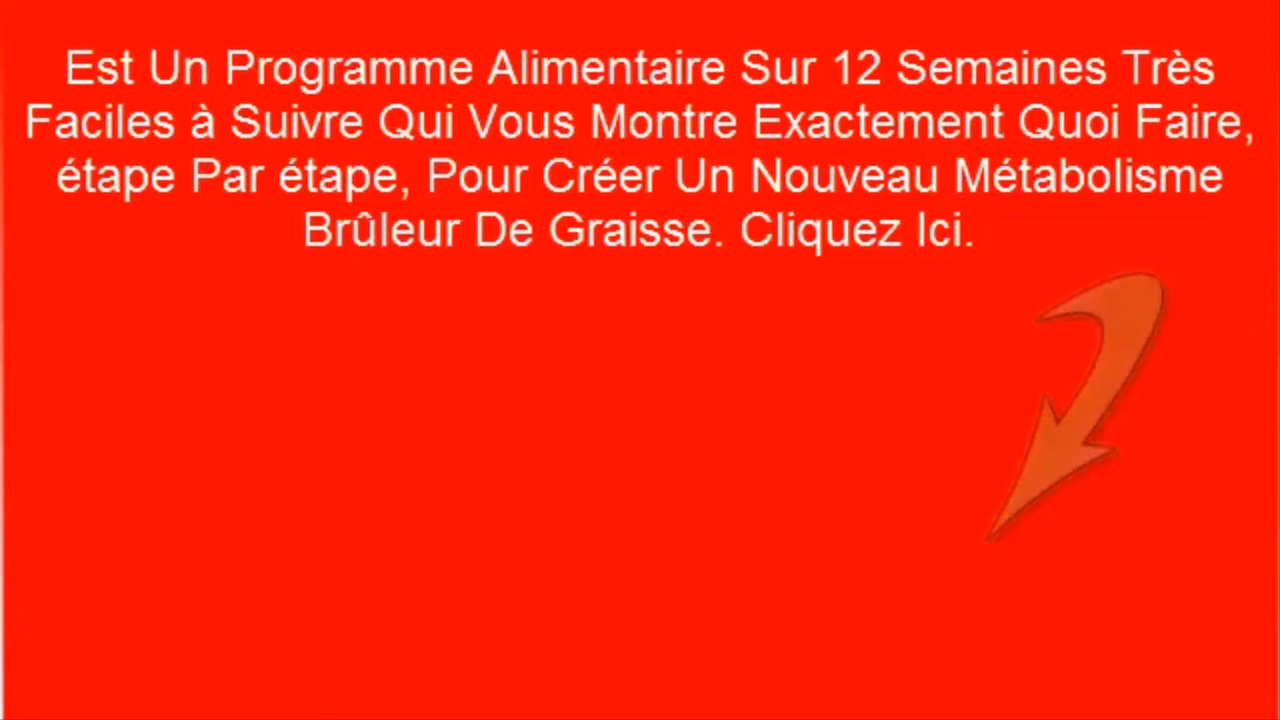 Est Un Programme Alimentaire Sur 12 Semaines Très
Faciles à Suivre Qui Vous Montre Exactement Quoi Faire,
étape Par étape, Pour Créer Un Nouveau Métabolisme
Brûleur De Graisse. Cliquez Ici.